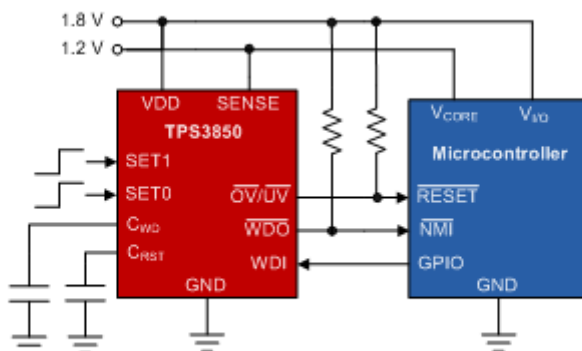 1.8 V
1.2 V
VDD SENSE
TPS3850
SET1
SET0
CWD
CRST
OV/UV
WDO
WDI
GND
VCORE VI/O
Microcontroller
RESET
NMI
GPIO
GND